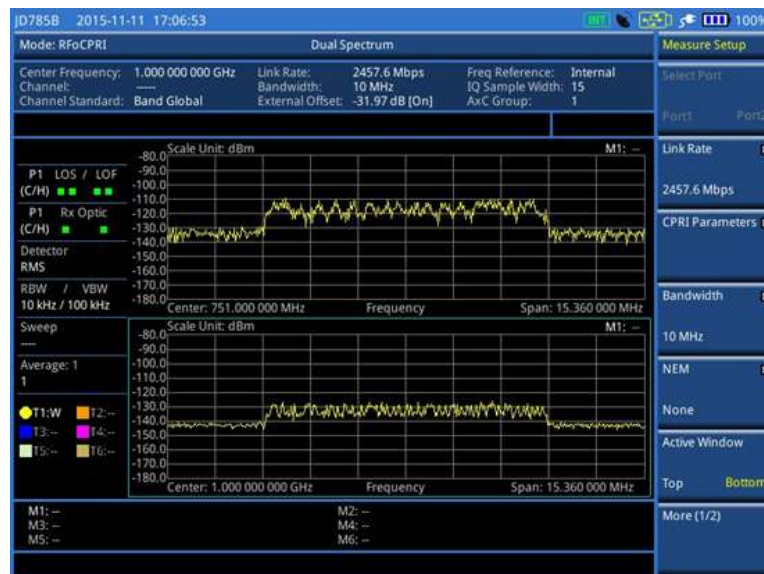 JD785B 2015-11-11 17:06:53 INT 100%
Mode: RFoCPRI Dual Spectrum Measure Setup
Center Frequency: 1.000 000 000 GHz Link Rate: 2457.6 Mbps Freq Reference: Internal
Channel: ---- Bandwidth: 10 MHz IQ Sample Width: 15
Channel Standard: Band Global External Offset: -31.97 dB [On] AxC Group: 1
Select Port
Port1 Port2
P1 LOS / LOF
(C/H)
P1 Rx Optic
(C/H)
Detector
RMS
RBW / VBW
10 kHz / 100 kHz
Sweep
----
Average: 1
1
T1:W T2:--
T3:-- T4:--
T5:-- T6:--
Scale Unit: dBm M1: --
-80.0
-90.0
-100.0
-110.0
-120.0
-130.0
-140.0
-150.0
-160.0
-170.0
-180.0
Center: 751.000 000 MHz Frequency Span: 15.360 000 MHz
Scale Unit: dBm M1: --
-80.0
-90.0
-100.0
-110.0
-120.0
-130.0
-140.0
-150.0
-160.0
-170.0
-180.0
Center: 1.000 000 000 GHz Frequency Span: 15.360 000 MHz
M1: -- M2: --
M3: -- M4: --
M5: -- M6: --
Link Rate
2457.6 Mbps
CPRI Parameters
Bandwidth
10 MHz
NEM
None
Active Window
Top Bottom
More (1/2)